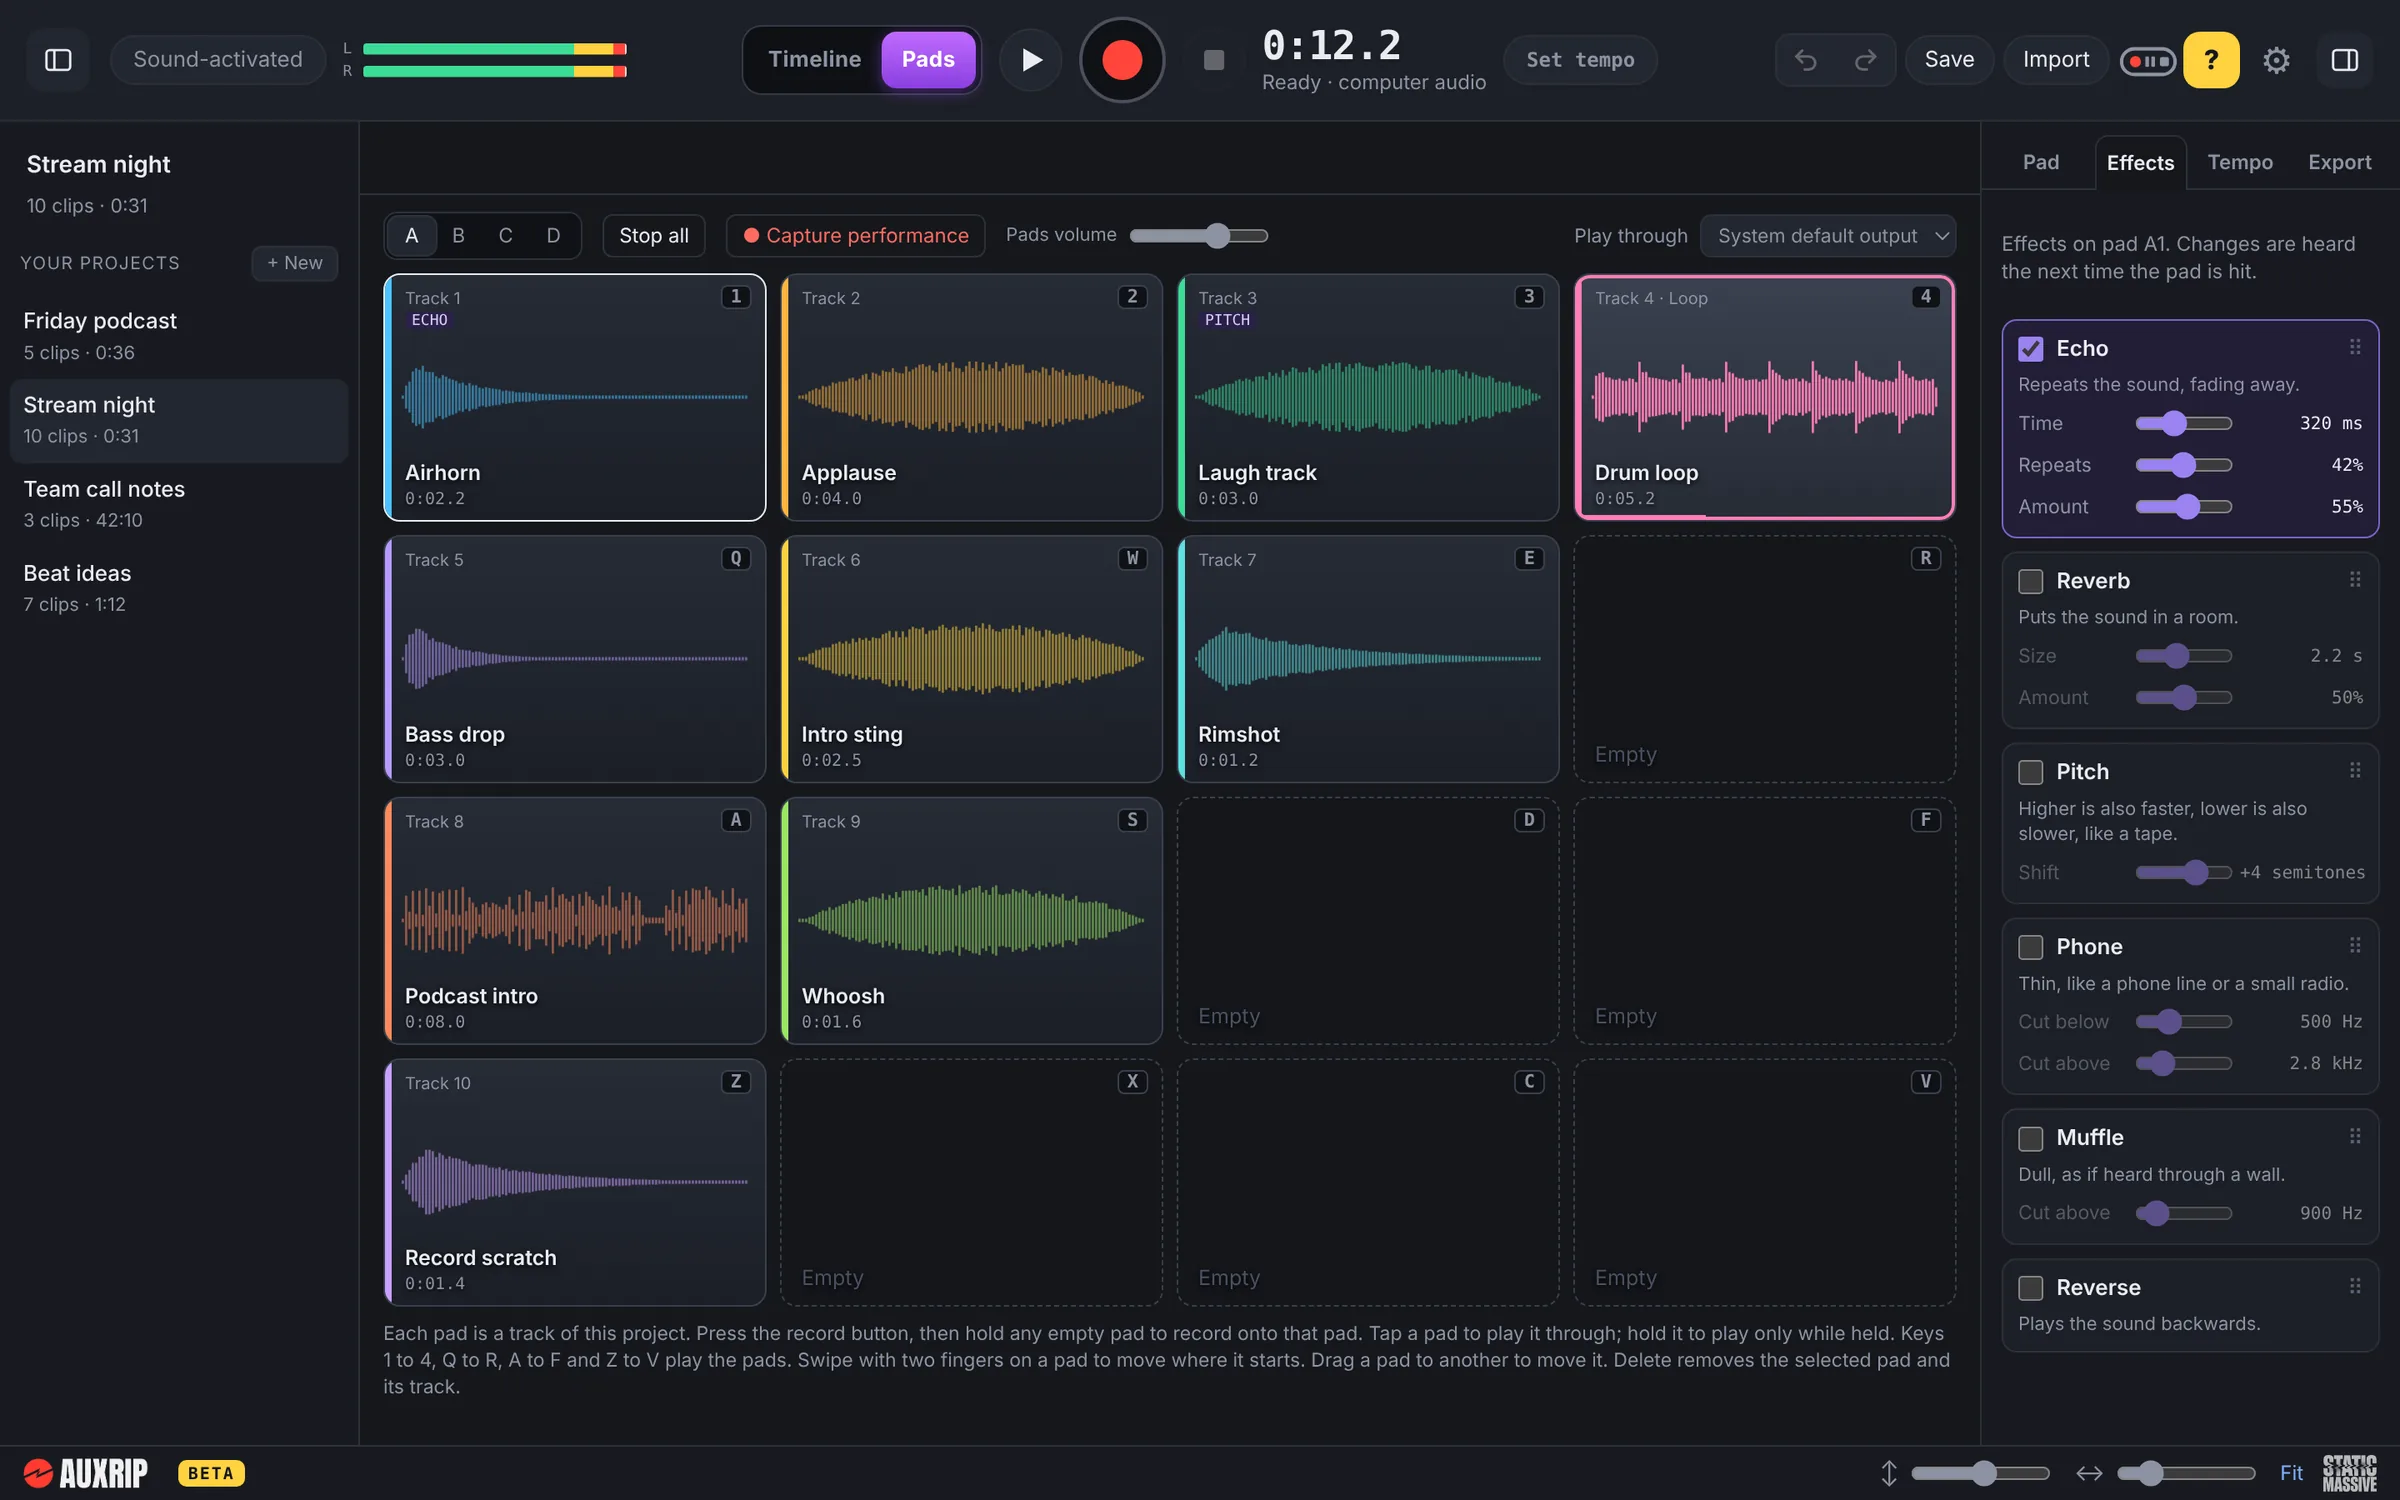 Sound-activated
L
R
Timeline
Pads
0:12.2
Ready · computer audio
Set tempo
Save
Import
?
Stream night
10 clips · 0:31
YOUR PROJECTS
+ New
Friday podcast
5 clips · 0:36
Stream night
10 clips · 0:31
Team call notes
3 clips · 42:10
Beat ideas
7 clips · 1:12
A B C D
Stop all
Capture performance
Pads volume
Play through
System default output
Track 1
1
ECHO
Airhorn
0:02.2
Track 2
2
Applause
0:04.0
Track 3
3
PITCH
Laugh track
0:03.0
Track 4 · Loop
4
Drum loop
0:05.2
Track 5
Q
Bass drop
0:03.0
Track 6
W
Intro sting
0:02.5
Track 7
E
Rimshot
0:01.2
R
Empty
Track 8
A
Podcast intro
0:08.0
Track 9
S
Whoosh
0:01.6
D
Empty
F
Empty
Track 10
Z
Record scratch
0:01.4
X
Empty
C
Empty
V
Empty
Each pad is a track of this project. Press the record button, then hold any empty pad to record onto that pad. Tap a pad to play it through; hold it to play only while held. Keys
1 to 4, Q to R, A to F and Z to V play the pads. Swipe with two fingers on a pad to move where it starts. Drag a pad to another to move it. Delete removes the selected pad and
its track.
Pad
Effects
Tempo
Export
Effects on pad A1. Changes are heard
the next time the pad is hit.
Echo
Repeats the sound, fading away.
Time 320 ms
Repeats 42%
Amount 55%
Reverb
Puts the sound in a room.
Size 2.2 s
Amount 50%
Pitch
Higher is also faster, lower is also
slower, like a tape.
Shift +4 semitones
Phone
Thin, like a phone line or a small radio.
Cut below 500 Hz
Cut above 2.8 kHz
Muffle
Dull, as if heard through a wall.
Cut above 900 Hz
Reverse
Plays the sound backwards.
AUXRIP
BETA
Fit
STATIC
MASSIVE